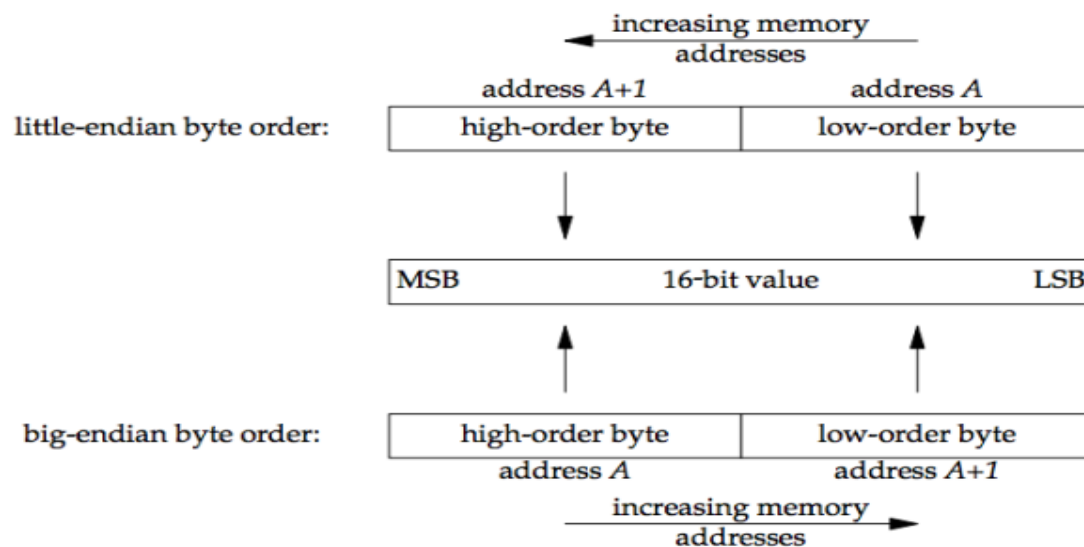 increasing memory
addresses
address A+1 address A
little-endian byte order: high-order byte low-order byte
MSB 16-bit value LSB
big-endian byte order: high-order byte low-order byte
address A address A+1
increasing memory
addresses